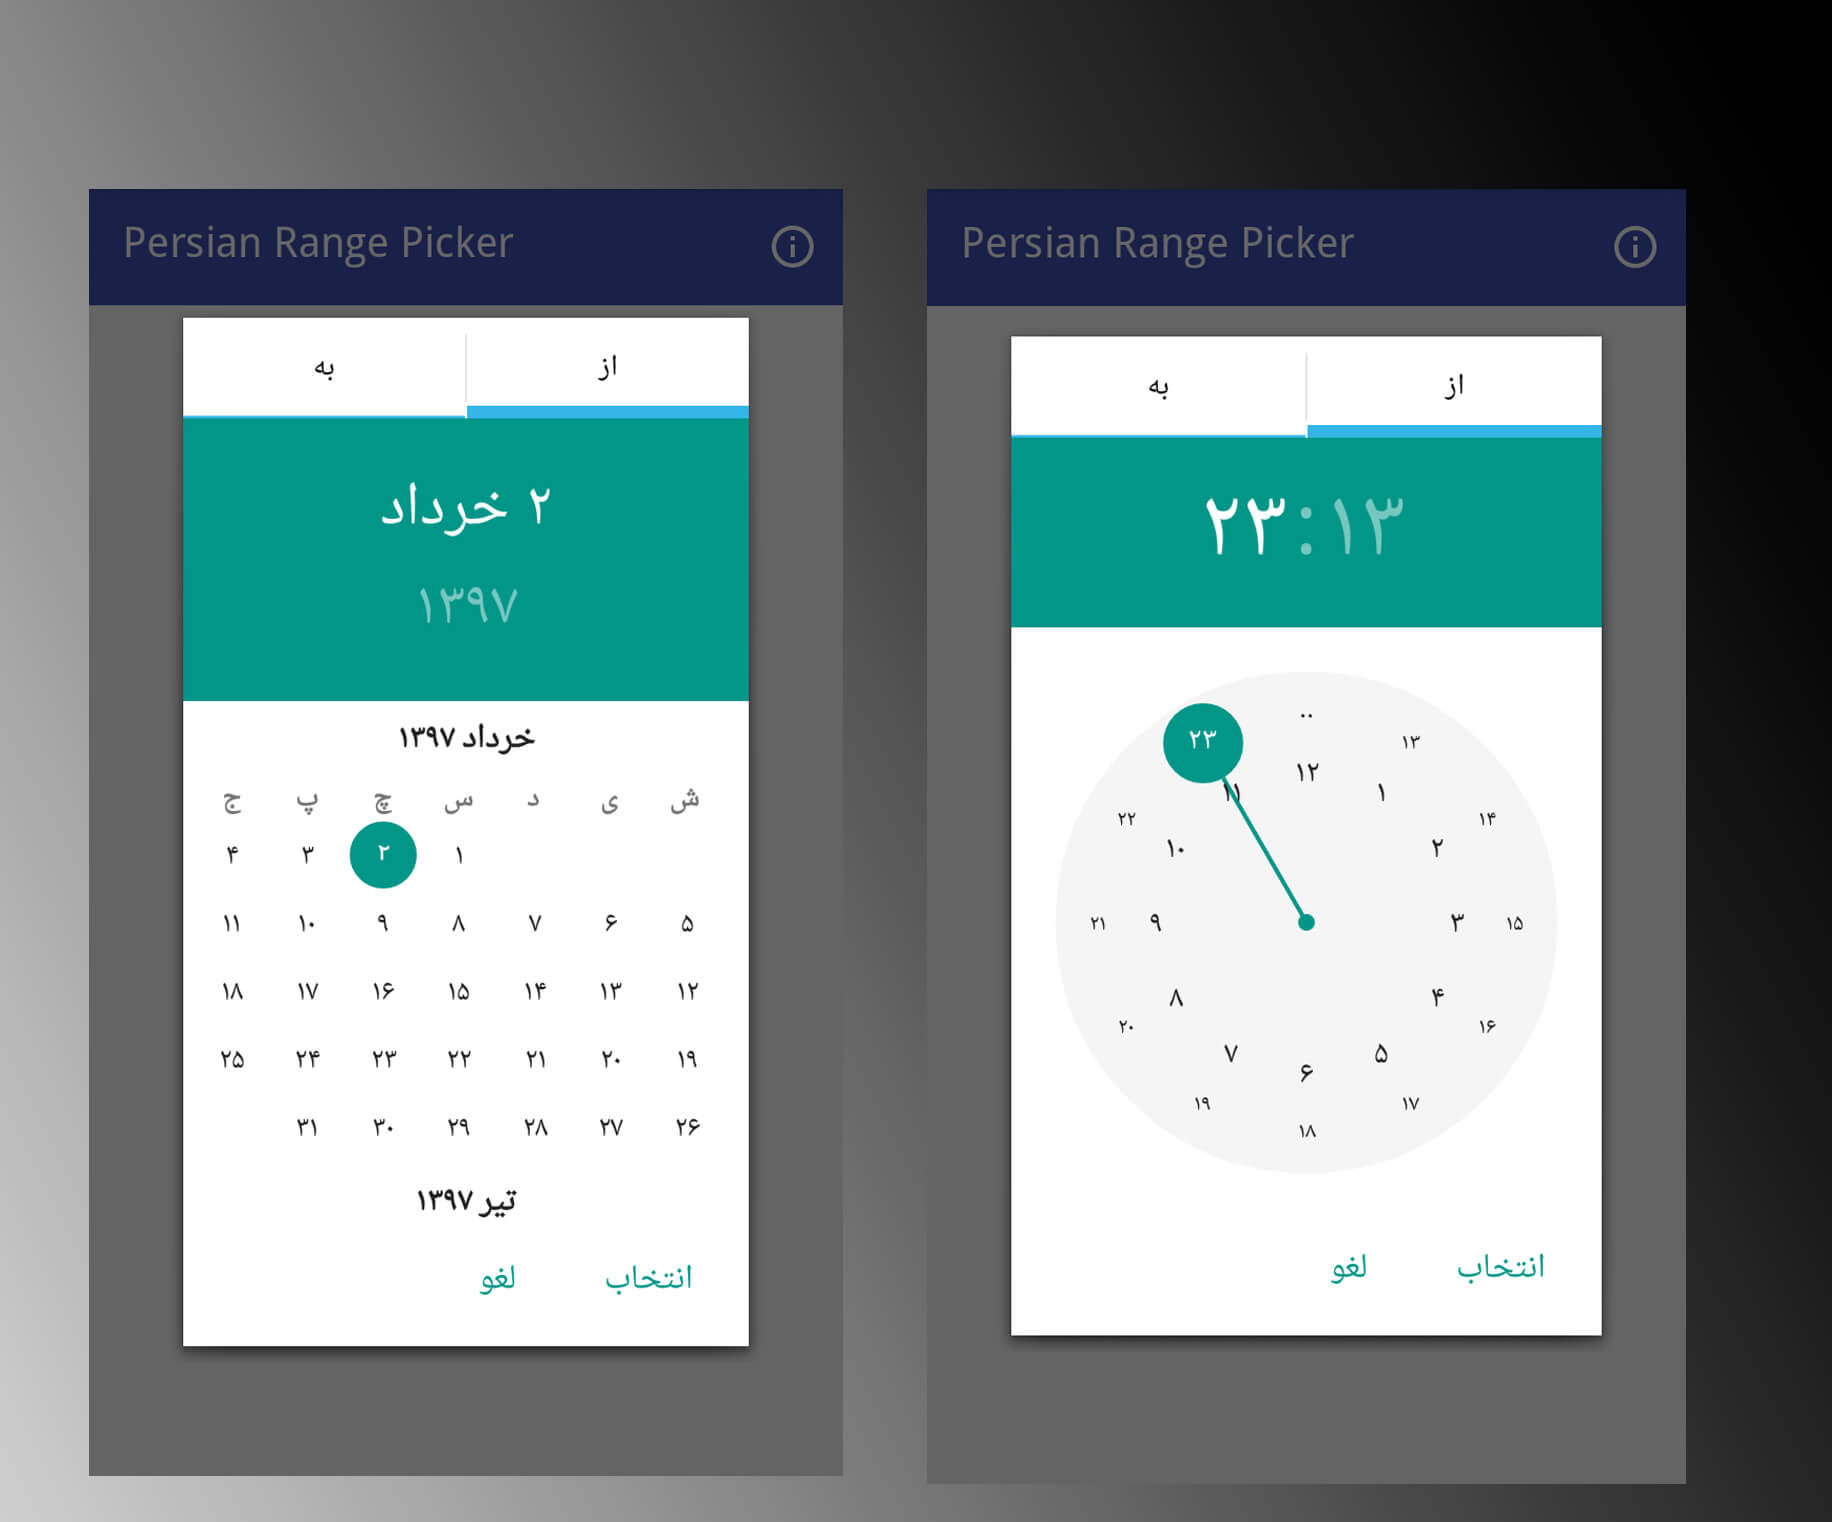 Persian Range Picker
از به
۲ خرداد
۱۳۹۷
خرداد ۱۳۹۷
ش ی د س چ پ ج
۱ ۲ ۳ ۴
۵ ۶ ۷ ۸ ۹ ۱۰ ۱۱
۱۲ ۱۳ ۱۴ ۱۵ ۱۶ ۱۷ ۱۸
۱۹ ۲۰ ۲۱ ۲۲ ۲۳ ۲۴ ۲۵
۲۶ ۲۷ ۲۸ ۲۹ ۳۰ ۳۱
تیر ۱۳۹۷
انتخاب لغو
Persian Range Picker
از به
۲۳:۱۳
۰۰
۱۳ ۲۳
۱۲
۱ ۱۱
۱۴ ۲۲
۲ ۱۰
۱۵ ۳ ۹ ۲۱
۴ ۸
۱۶ ۲۰
۵ ۷
۶
۱۷ ۱۹
۱۸
انتخاب لغو